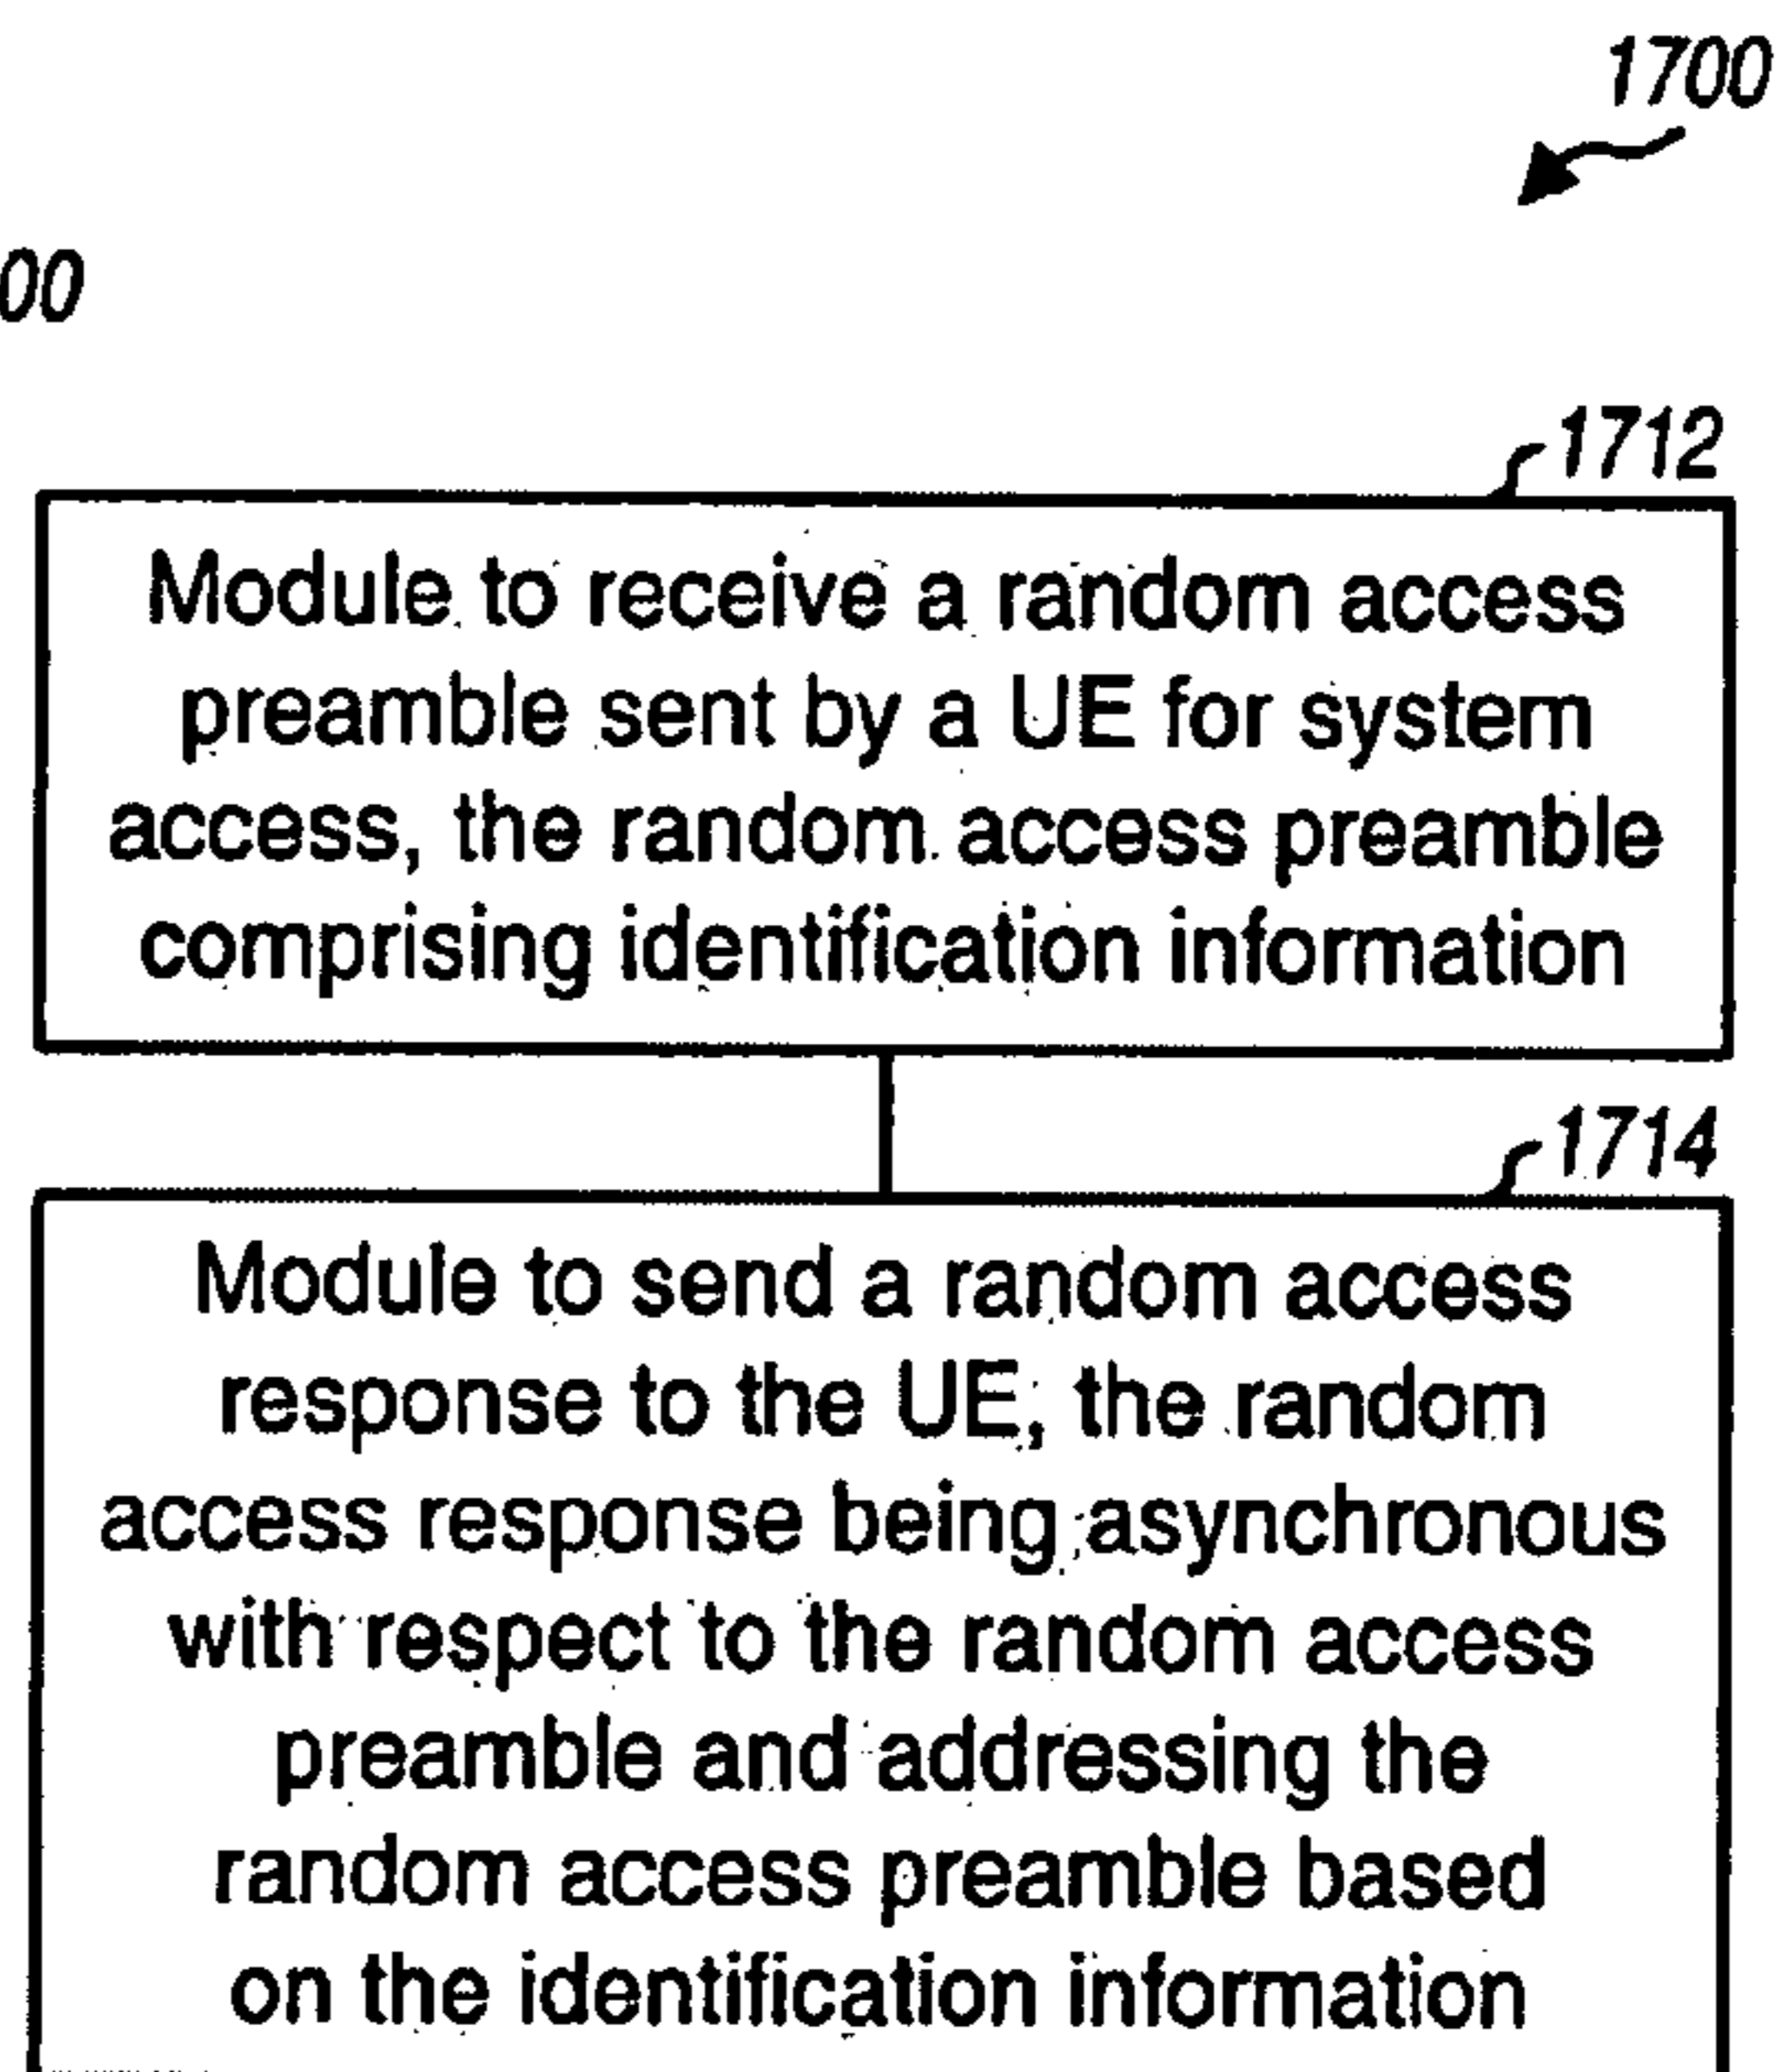 1700
00
1712
Module to receive a random access
preamble sent by a UE for system
access, the random access preamble
comprising identification information
1714
Module to send a random access
response to the UE, the random
access response being asynchronous
with respect to the random access
preamble and addressing the
random access preamble based
on the identification information